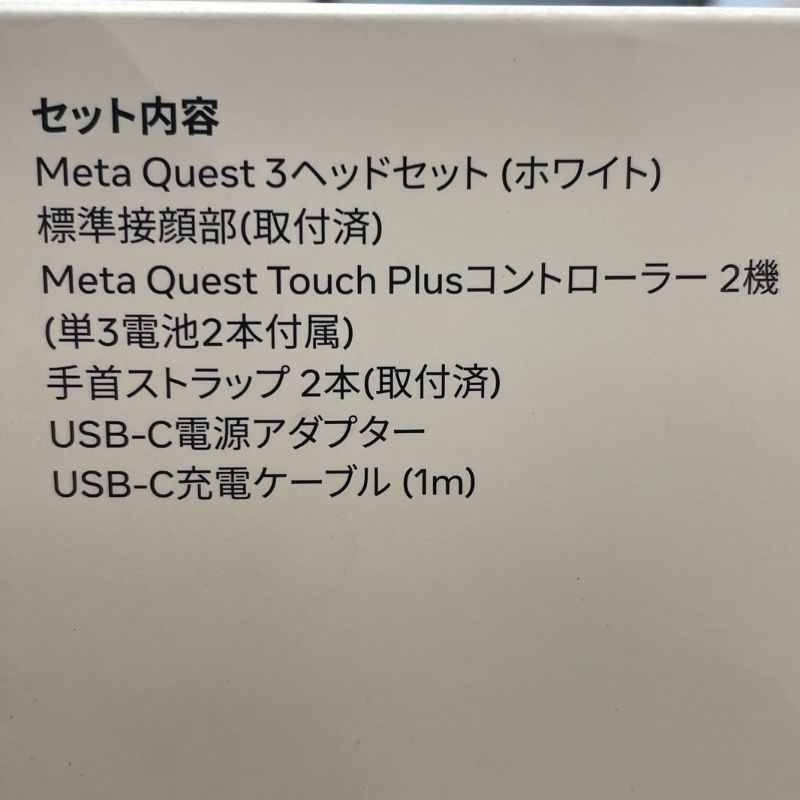 セット内容
Meta Quest 3ヘッドセット (ホワイト)
標準接顔部(取付済)
Meta Quest Touch Plusコントローラー 2機
(単3電池2本付属)
手首ストラップ 2本(取付済)
USB-C電源アダプター
USB-C充電ケーブル (1m)